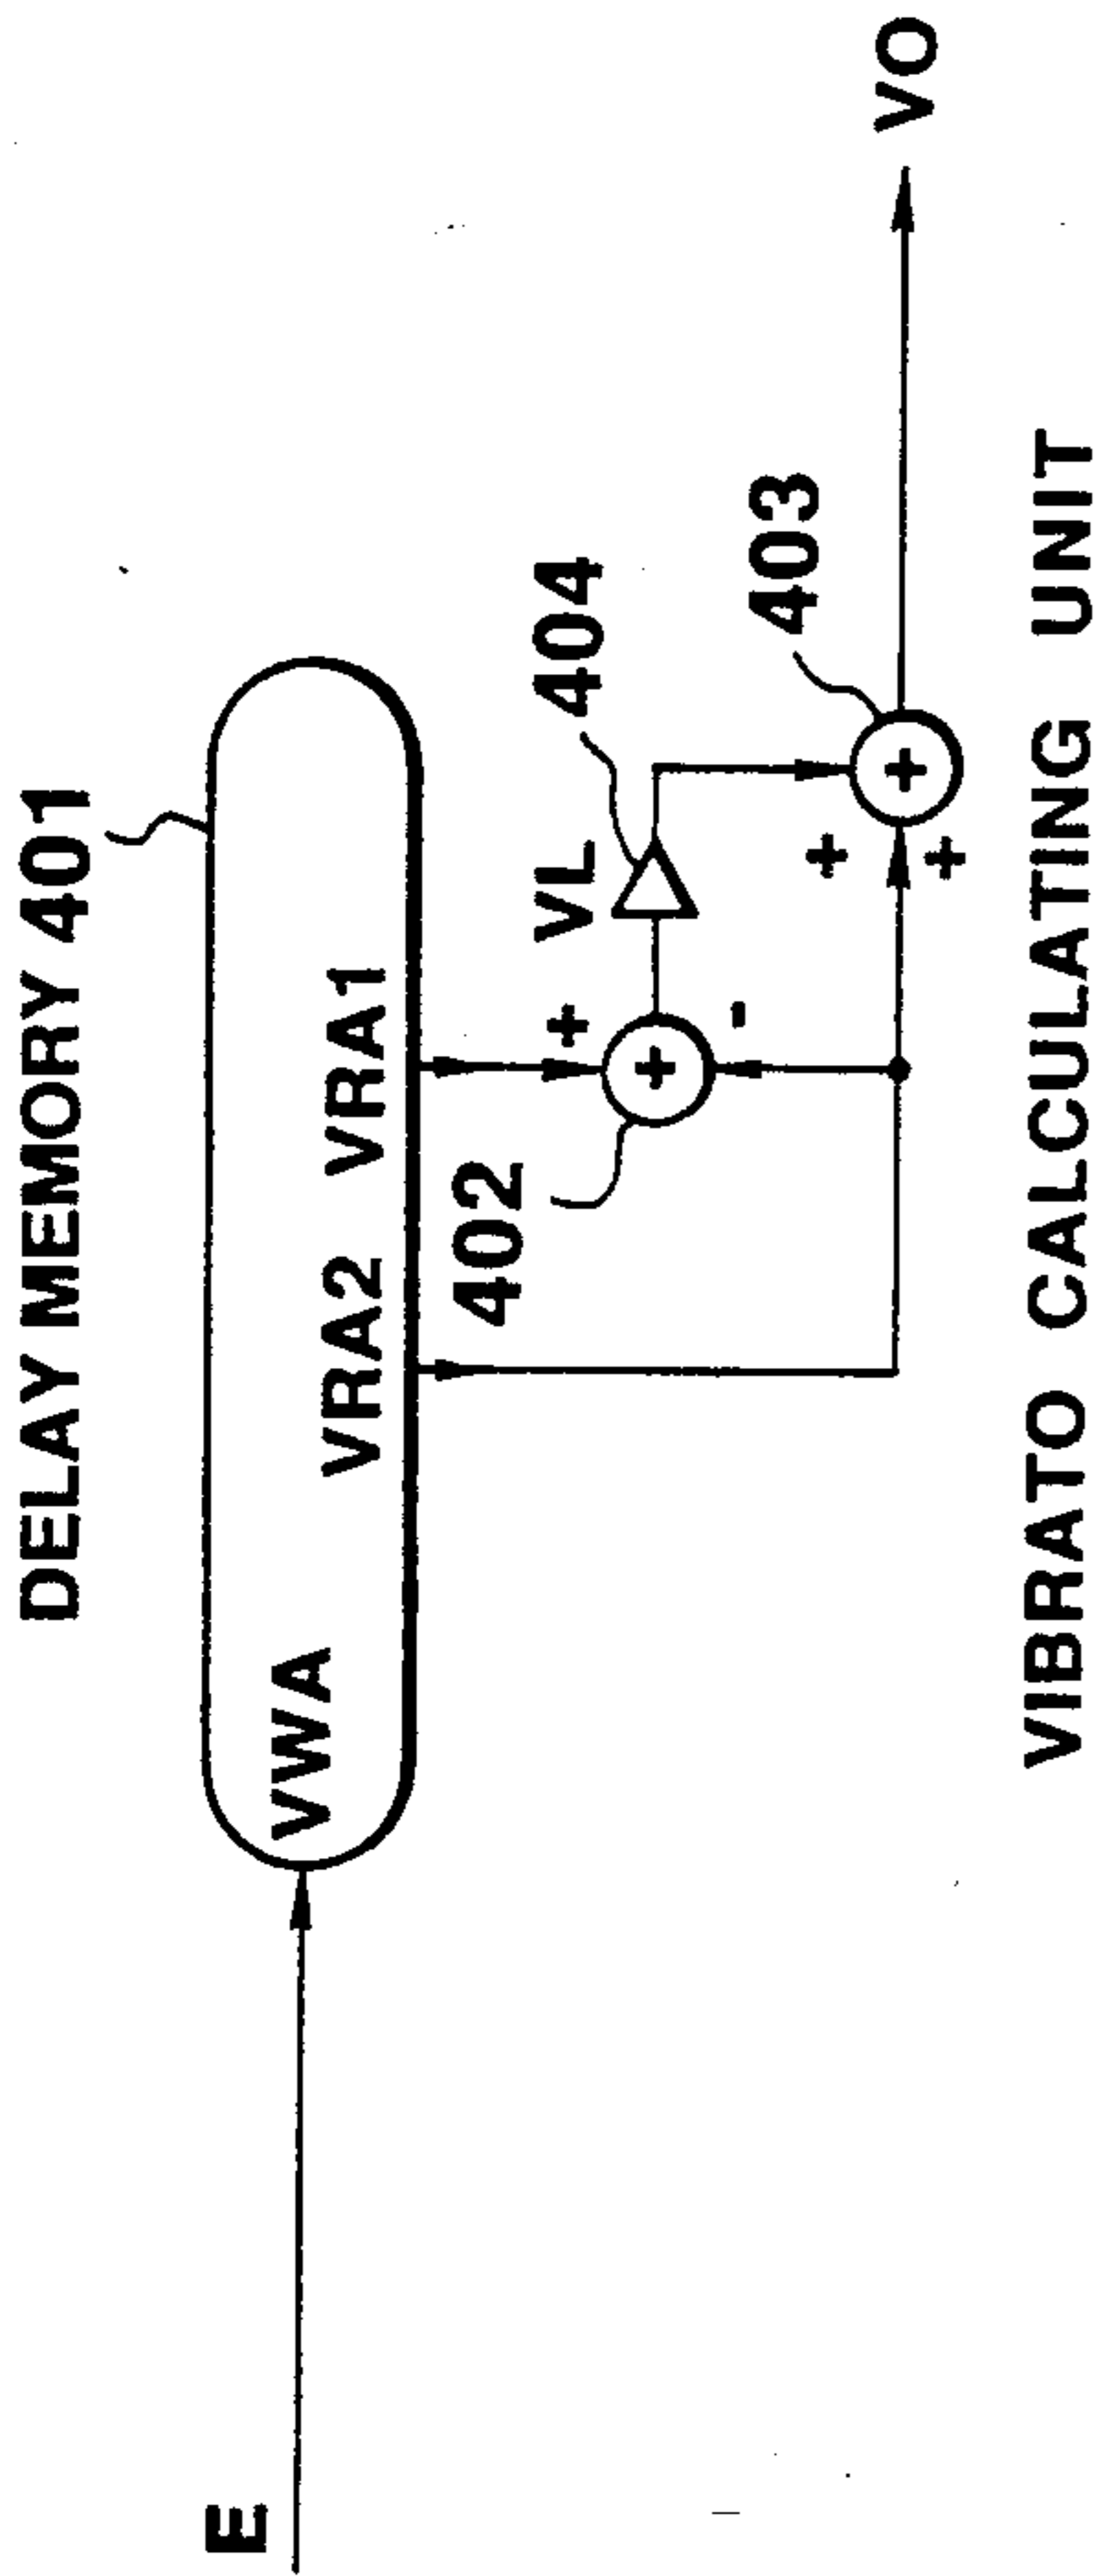 DELAY MEMORY 401
E
VWA
VRA2 VRA1
402
+
+
-
VL
404
403
+
+
+
VO
VIBRATO CALCULATING UNIT